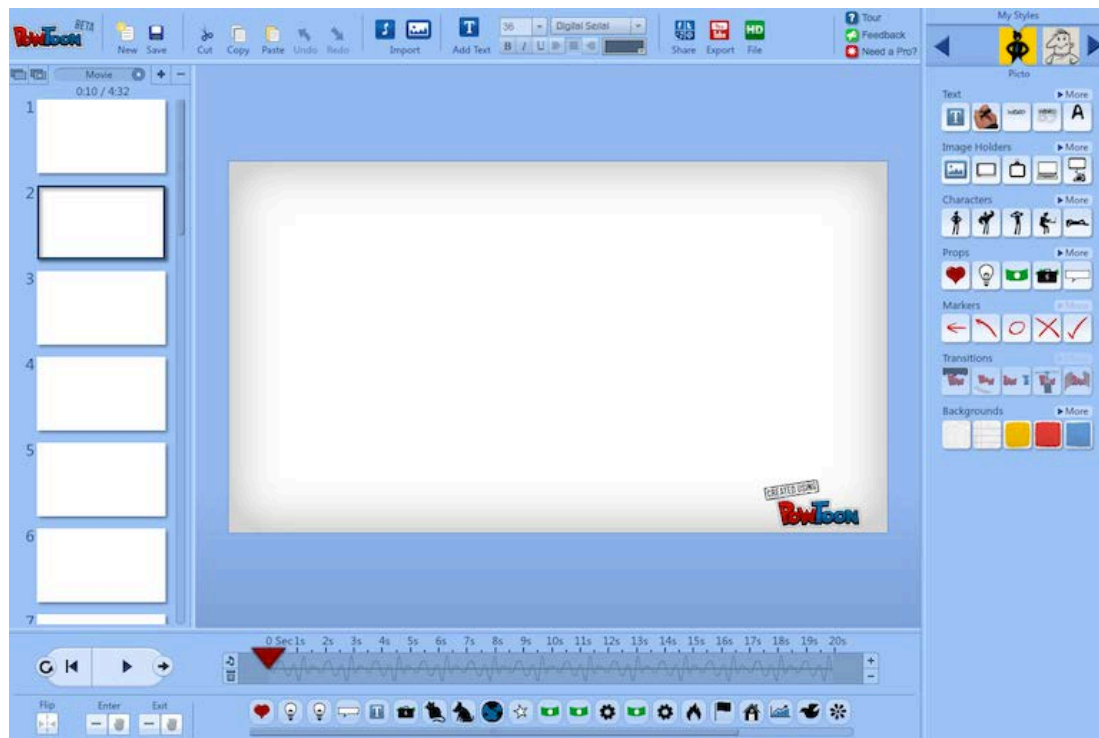 PowToon BETA
New Save Cut Copy Paste Undo Redo Import Add Text 36 Digital Serial B I U Share Export File
HD
Tour
Feedback
Need a Pro?
My Styles
Picto
Movie
0:10 / 4:32
1
2
3
4
5
6
7
Text More
Image Holders More
Characters More
Props More
Markers More
Transitions
Backgrounds More
CREATED USING
PowToon
0 Sec 1s 2s 3s 4s 5s 6s 7s 8s 9s 10s 11s 12s 13s 14s 15s 16s 17s 18s 19s 20s
Flip Enter Exit